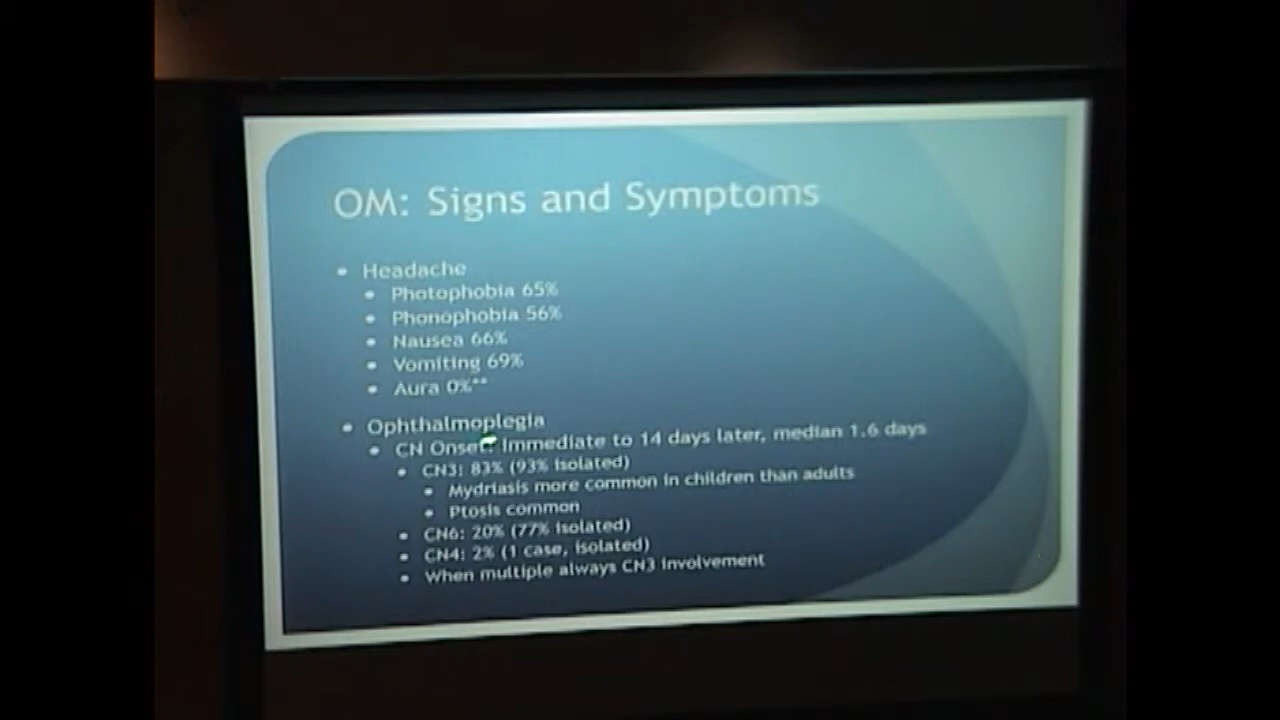 OM: Signs and Symptoms
• Headache
• Photophobia 65%
• Phonophobia 56%
• Nausea 66%
• Vomiting 69%
• Aura 0%**
• Ophthalmoplegia
• CN Onset: Immediate to 14 days later, median 1.6 days
• CN3: 83% (93% isolated)
• Mydriasis more common in children than adults
• Ptosis common
• CN6: 20% (77% isolated)
• CN4: 2% (1 case, isolated)
• When multiple always CN3 involvement